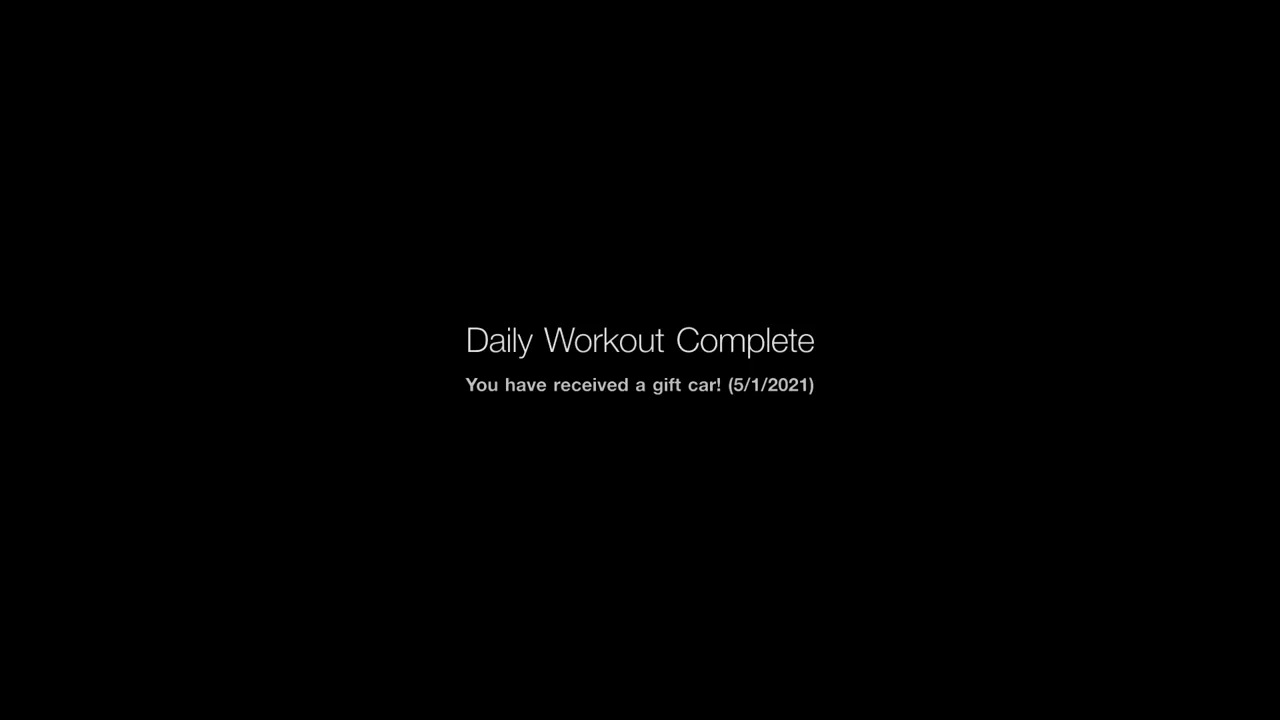 Daily Workout Complete
You have received a gift car! (5/1/2021)